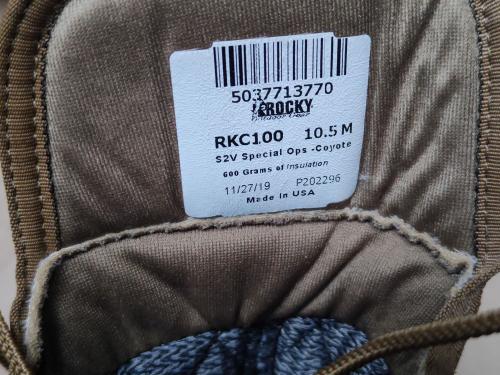 5037713770
ROCKY
RKC100 10.5 M
S2V Special Ops -Coyote
600 Grams of Insulation
11/27/19 P202296
Made in USA